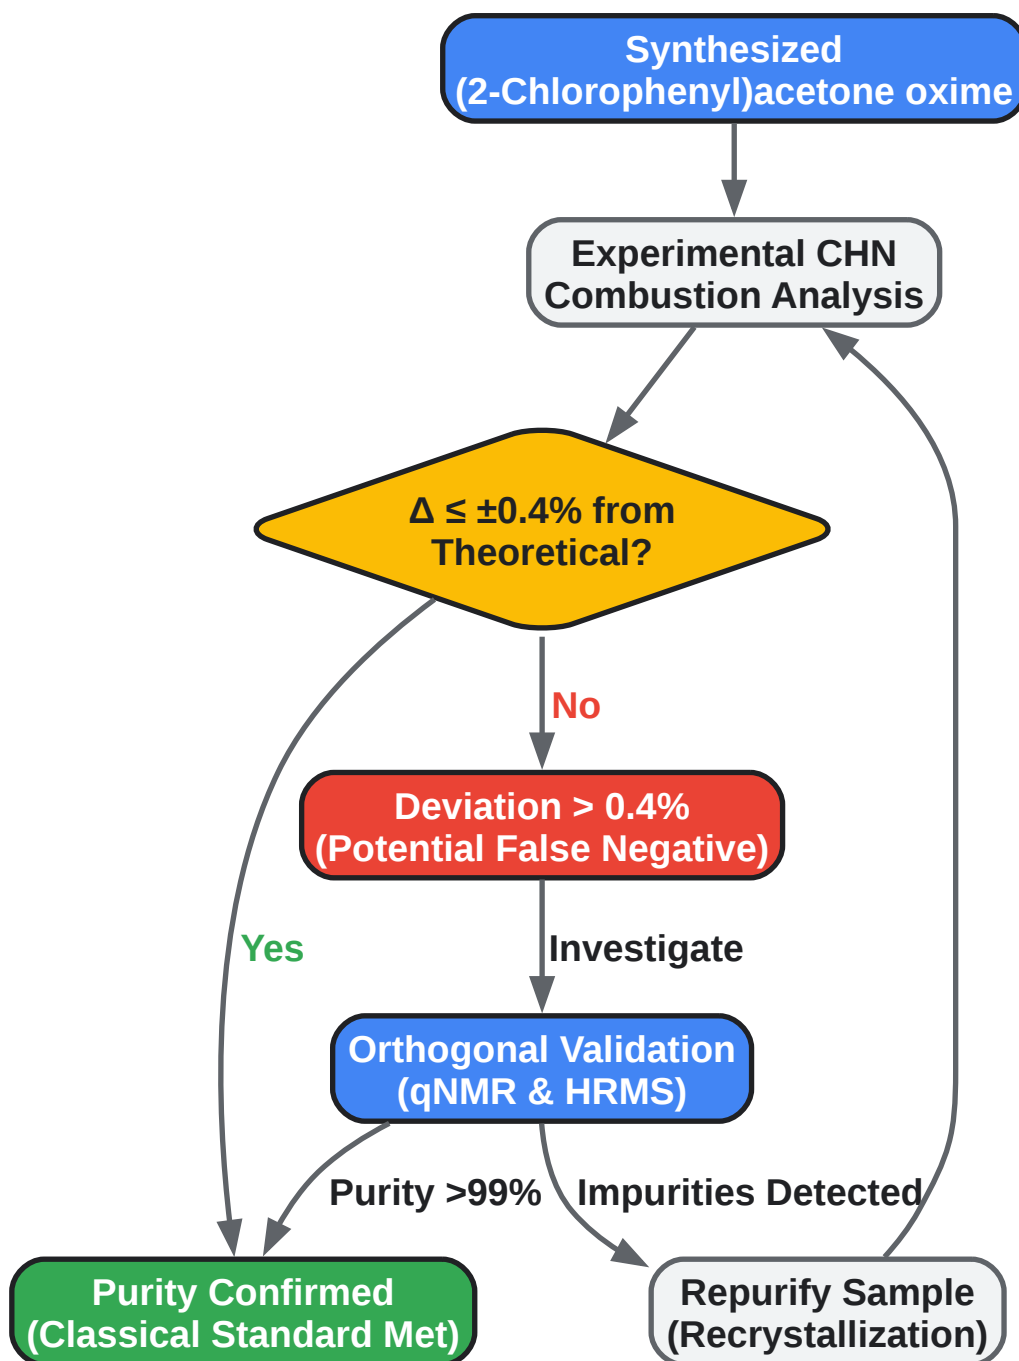 Synthesized
(2-Chlorophenyl)acetone oxime
Experimental CHN
Combustion Analysis
Δ ≤ ±0.4% from
Theoretical?
No
Deviation > 0.4%
(Potential False Negative)
Yes
Investigate
Orthogonal Validation
(qNMR & HRMS)
Purity >99%
Impurities Detected
Purity Confirmed
(Classical Standard Met)
Repurify Sample
(Recrystallization)